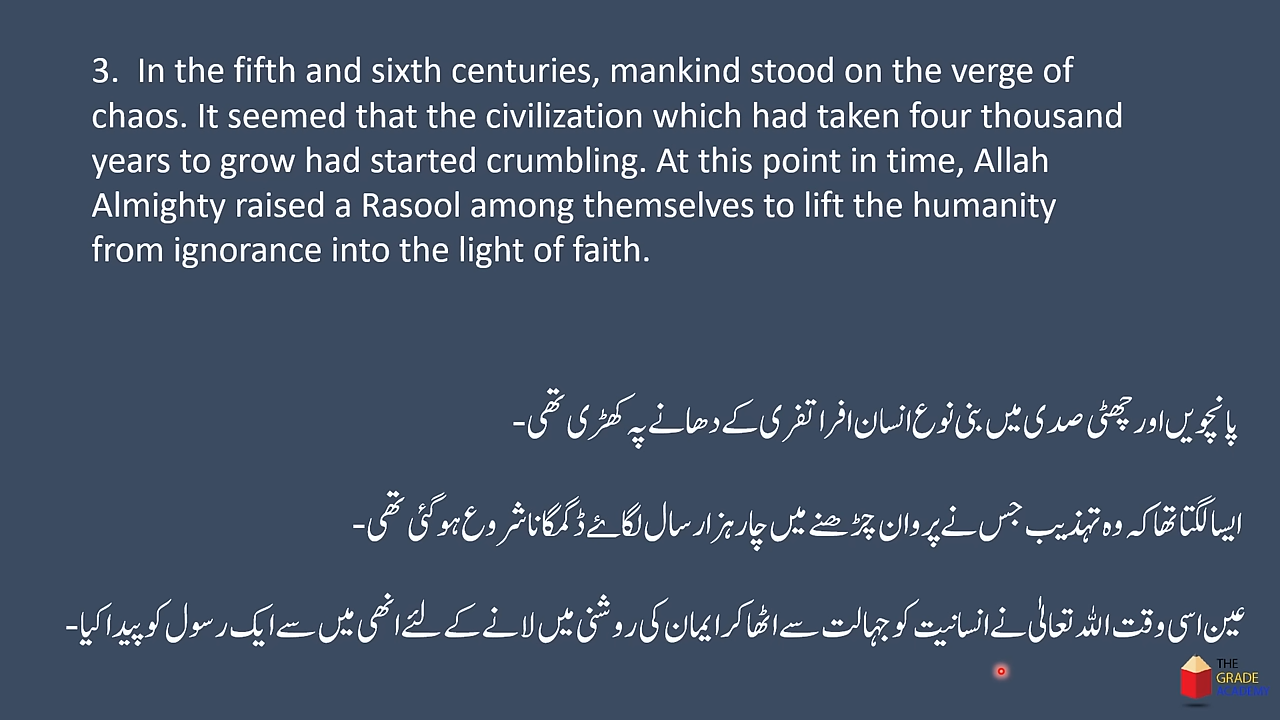 3. In the fifth and sixth centuries, mankind stood on the verge of
chaos. It seemed that the civilization which had taken four thousand
years to grow had started crumbling. At this point in time, Allah
Almighty raised a Rasool among themselves to lift the humanity
from ignorance into the light of faith.
پانچویں اور چھٹی صدی میں بنی نوع انسان افراتفری کے دھانے پہ کھڑی تھی-
ایسا لگتا تھا کہ وہ تہذیب جس نے پروان چڑھنے میں چار ہزار سال لگائے ڈگمگانا شروع ہو گئی تھی-
عین اسی وقت اللہ تعالٰی نے انسانیت کو جہالت سے اٹھا کر ایمان کی روشنی میں لانے کے لئے انھی میں سے ایک رسول کو پیدا کیا-
THE
GRADE
ACADEMY